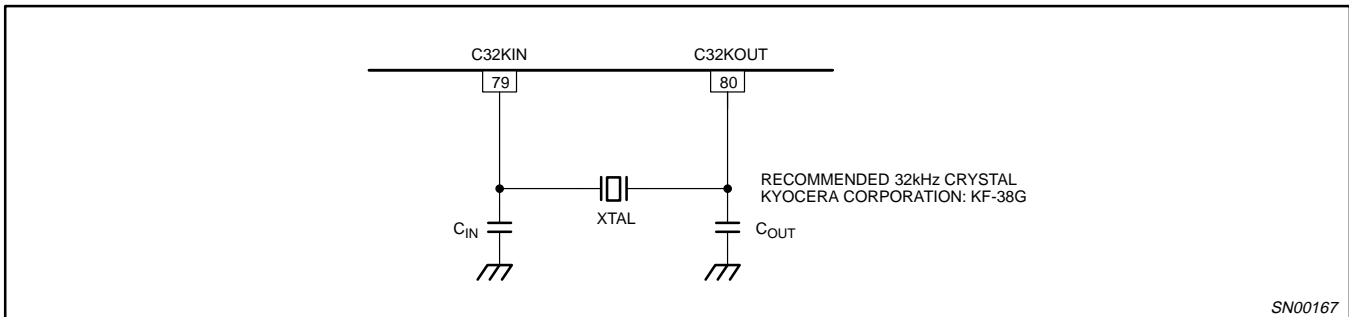 C32KIN
C32KOUT
79
80
RECOMMENDED 32kHz CRYSTAL
KYOCERA CORPORATION: KF-38G
XTAL
CIN
COUT
SN00167